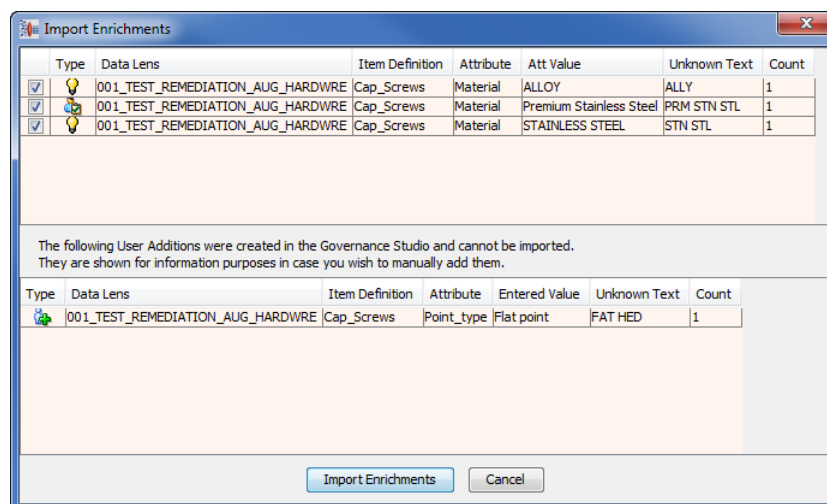 Import Enrichments
Type Data Lens Item Definition Attribute Att Value Unknown Text Count
001_TEST_REMEDIATION_AUG_HARDWRE Cap_Screws Material ALLOY ALLY 1
001_TEST_REMEDIATION_AUG_HARDWRE Cap_Screws Material Premium Stainless Steel PRM STN STL 1
001_TEST_REMEDIATION_AUG_HARDWRE Cap_Screws Material STAINLESS STEEL STN STL 1
The following User Additions were created in the Governance Studio and cannot be imported.
They are shown for information purposes in case you wish to manually add them.
Type Data Lens Item Definition Attribute Entered Value Unknown Text Count
001_TEST_REMEDIATION_AUG_HARDWRE Cap_Screws Point_type Flat point FAT HED 1
Import Enrichments Cancel